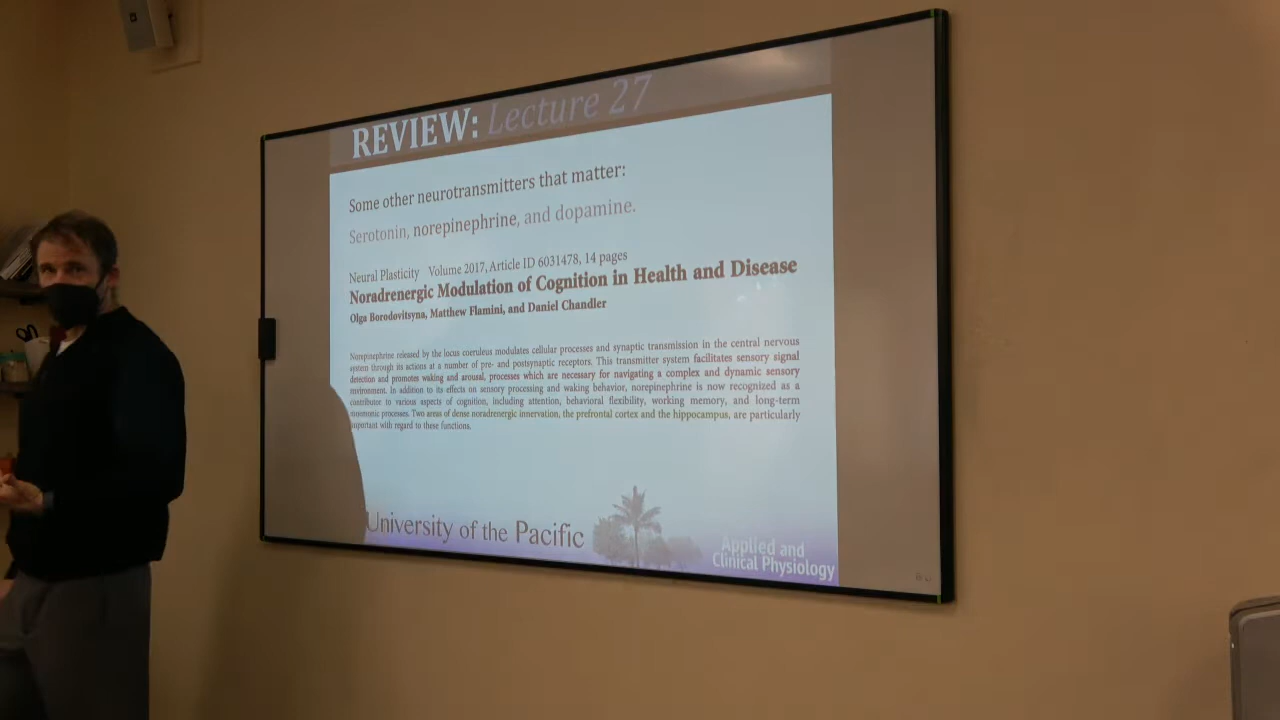 REVIEW: Lecture 27
Some other neurotransmitters that matter:
Serotonin, norepinephrine, and dopamine.
Neural Plasticity Volume 2017, Article ID 6031478, 14 pages
Noradrenergic Modulation of Cognition in Health and Disease
Olga Borodovitsyna, Matthew Flamini, and Daniel Chandler
Norepinephrine released by the locus coeruleus modulates cellular processes and synaptic transmission in the central nervous
system through its actions at a number of pre- and postsynaptic receptors. This transmitter system facilitates sensory signal
detection and promotes waking and arousal, processes which are necessary for navigating a complex and dynamic sensory
environment. In addition to its effects on sensory processing and waking behavior, norepinephrine is now recognized as a
contributor to various aspects of cognition, including attention, behavioral flexibility, working memory, and long-term
mnemonic processes. Two areas of dense noradrenergic innervation, the prefrontal cortex and the hippocampus, are particularly
important with regard to these functions.
University of the Pacific
Applied and
Clinical Physiology